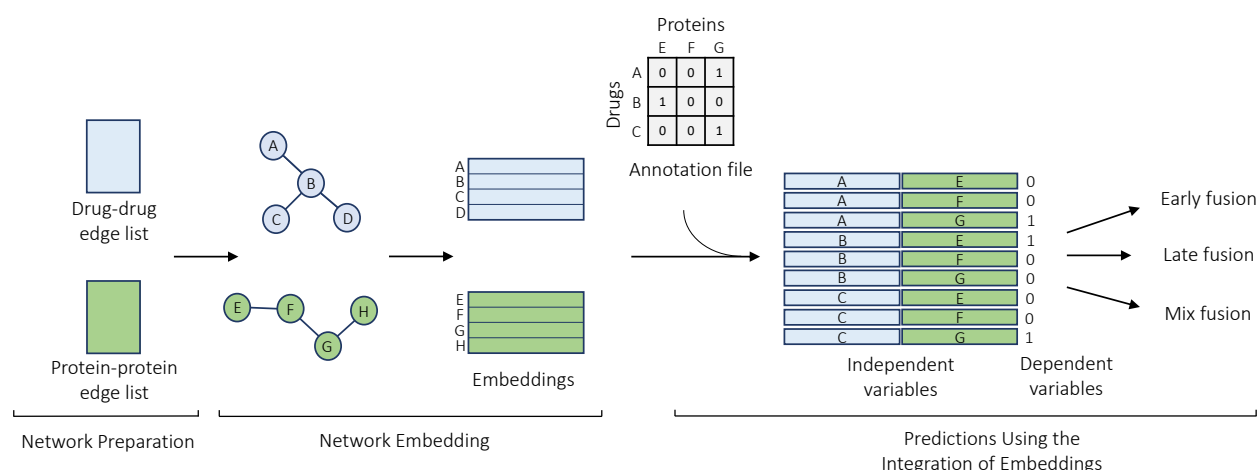 Proteins
E F G
Drugs
A 0 0 1
B 1 0 0
C 0 0 1
Annotation file
Drug-drug
edge list
Protein-protein
edge list
A
B
C
D
E
F
G
H
A
B
C
D
E
F
G
H
Embeddings
A E 0
A F 0
A G 1
B E 1
B F 0
B G 0
C E 0
C F 0
C G 1
Independent
variables
Dependent
variables
Early fusion
Late fusion
Mix fusion
Network Preparation
Network Embedding
Predictions Using the
Integration of Embeddings